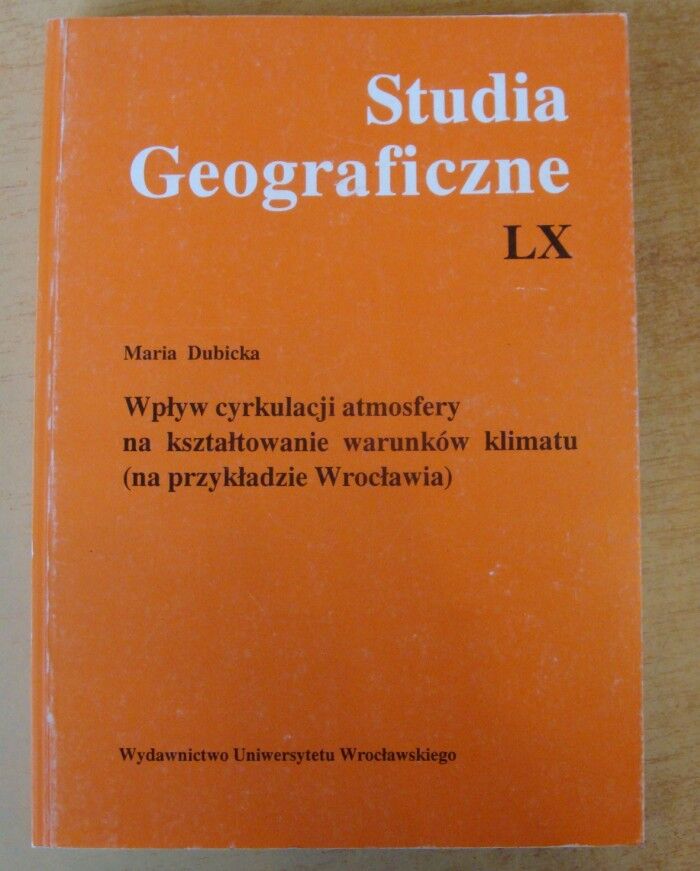 Studia
Geograficzne
LX
Maria Dubicka
Wpływ cyrkulacji atmosfery
na kształtowanie warunków klimatu
(na przykładzie Wrocławia)
Wydawnictwo Uniwersytetu Wrocławskiego